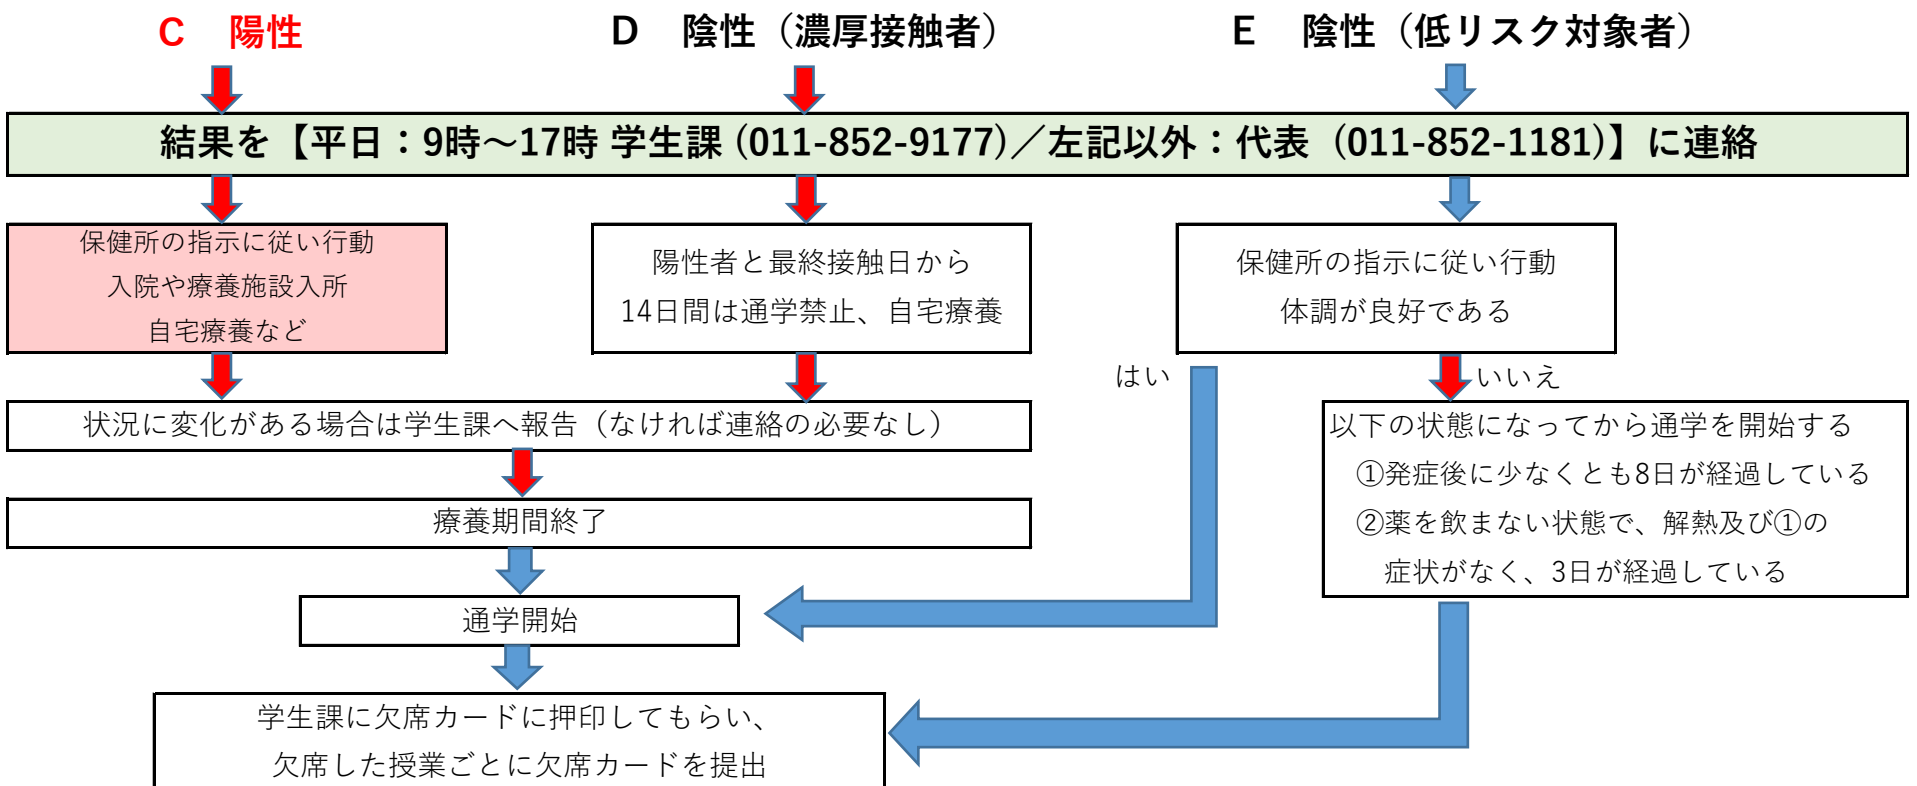 C 陽性
D 陰性（濃厚接触者）
E 陰性（低リスク対象者）
結果を【平日：9時～17時 学生課 (011-852-9177)／左記以外：代表（011-852-1181)】に連絡
保健所の指示に従い行動
入院や療養施設入所
自宅療養など
陽性者と最終接触日から
14日間は通学禁止、自宅療養
保健所の指示に従い行動
体調が良好である
はい
いいえ
状況に変化がある場合は学生課へ報告（なければ連絡の必要なし）
療養期間終了
通学開始
以下の状態になってから通学を開始する
①発症後に少なくとも8日が経過している
②薬を飲まない状態で、解熱及び①の
症状がなく、3日が経過している
学生課に欠席カードに押印してもらい、
欠席した授業ごとに欠席カードを提出